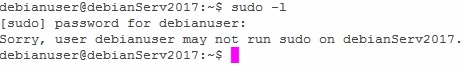 debianuser@debianServ2017:~$ sudo -l
[sudo] password for debianuser:
Sorry, user debianuser may not run sudo on debianServ2017.
debianuser@debianServ2017:~$